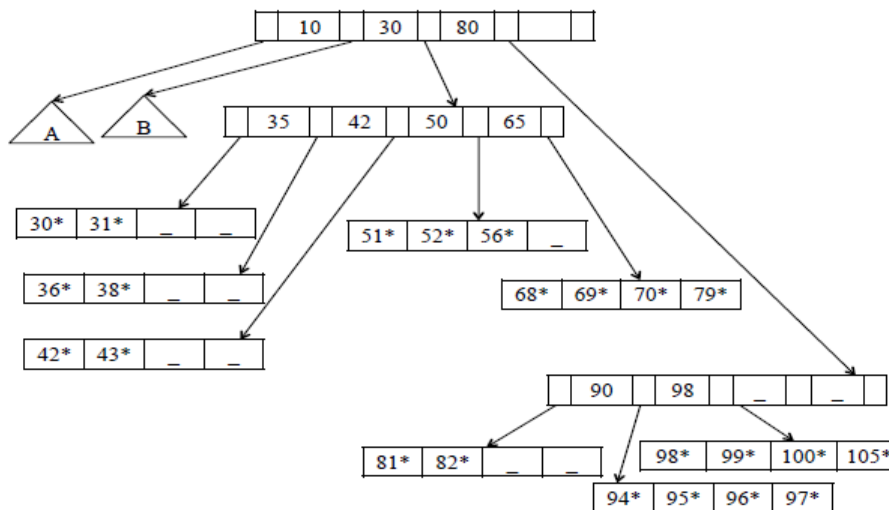 10 30 80
A B
35 42 50 65
30* 31* _ _
51* 52* 56* _
36* 38* _ _
68* 69* 70* 79*
42* 43* _ _
90 98 _ _
81* 82* _ _
98* 99* 100* 105*
94* 95* 96* 97*